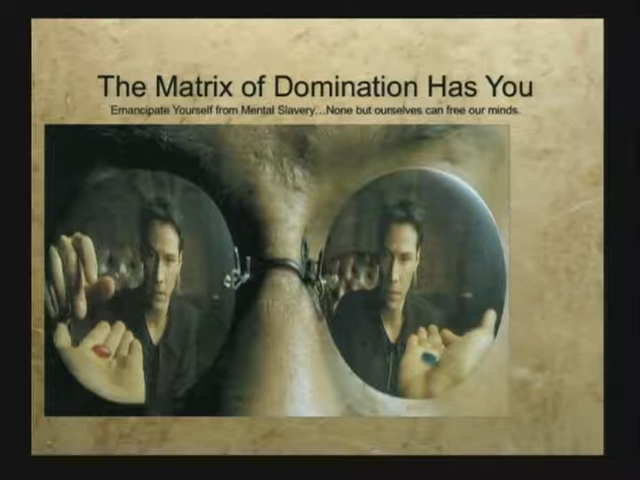 The Matrix of Domination Has You
Emancipate Yourself from Mental Slavery...None but ourselves can free our minds.